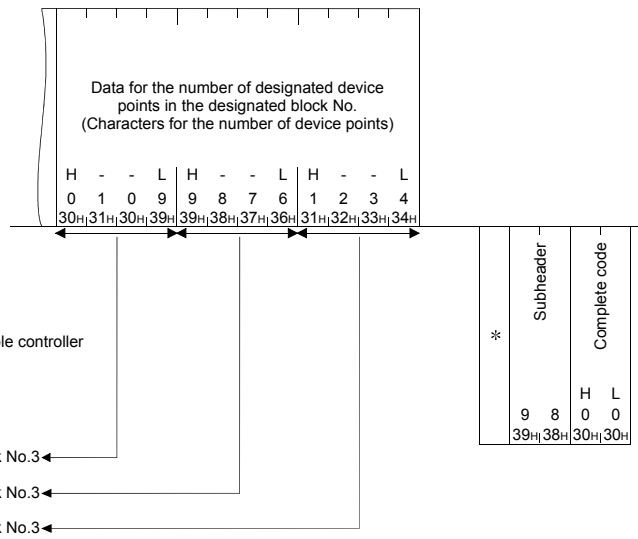 Data for the number of designated device
points in the designated block No.
(Characters for the number of device points)
H - - L H - - L H - - L
0 1 0 9 9 8 7 6 1 2 3 4
30H 31H 30H 39H 39H 38H 37H 36H 31H 32H 33H 34H
*
Subheader
Complete code
H L
9 8 0 0
39H 38H 30H 30H
le controller
No.3
No.3
No.3